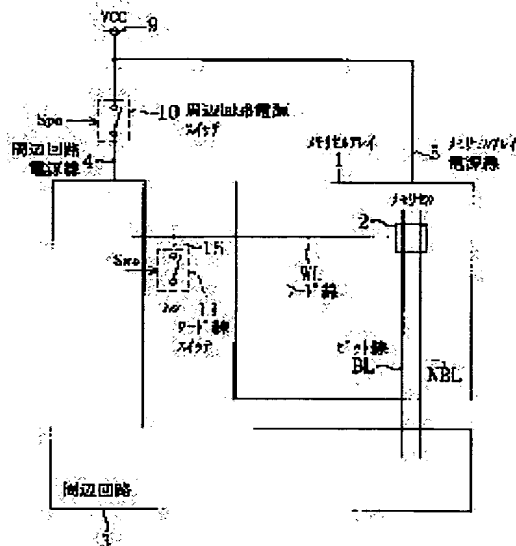 VCC
9
10 周辺回路電源
スイッチ
Spo
周辺回路
電源線 4
メモリセルアレイ
1
5 メモリセルアレイ
電源線
メモリセル
2
15
Swo
WL
ワード線
13
ワード線
スイッチ
ビット線
BL
NBL
周辺回路
3